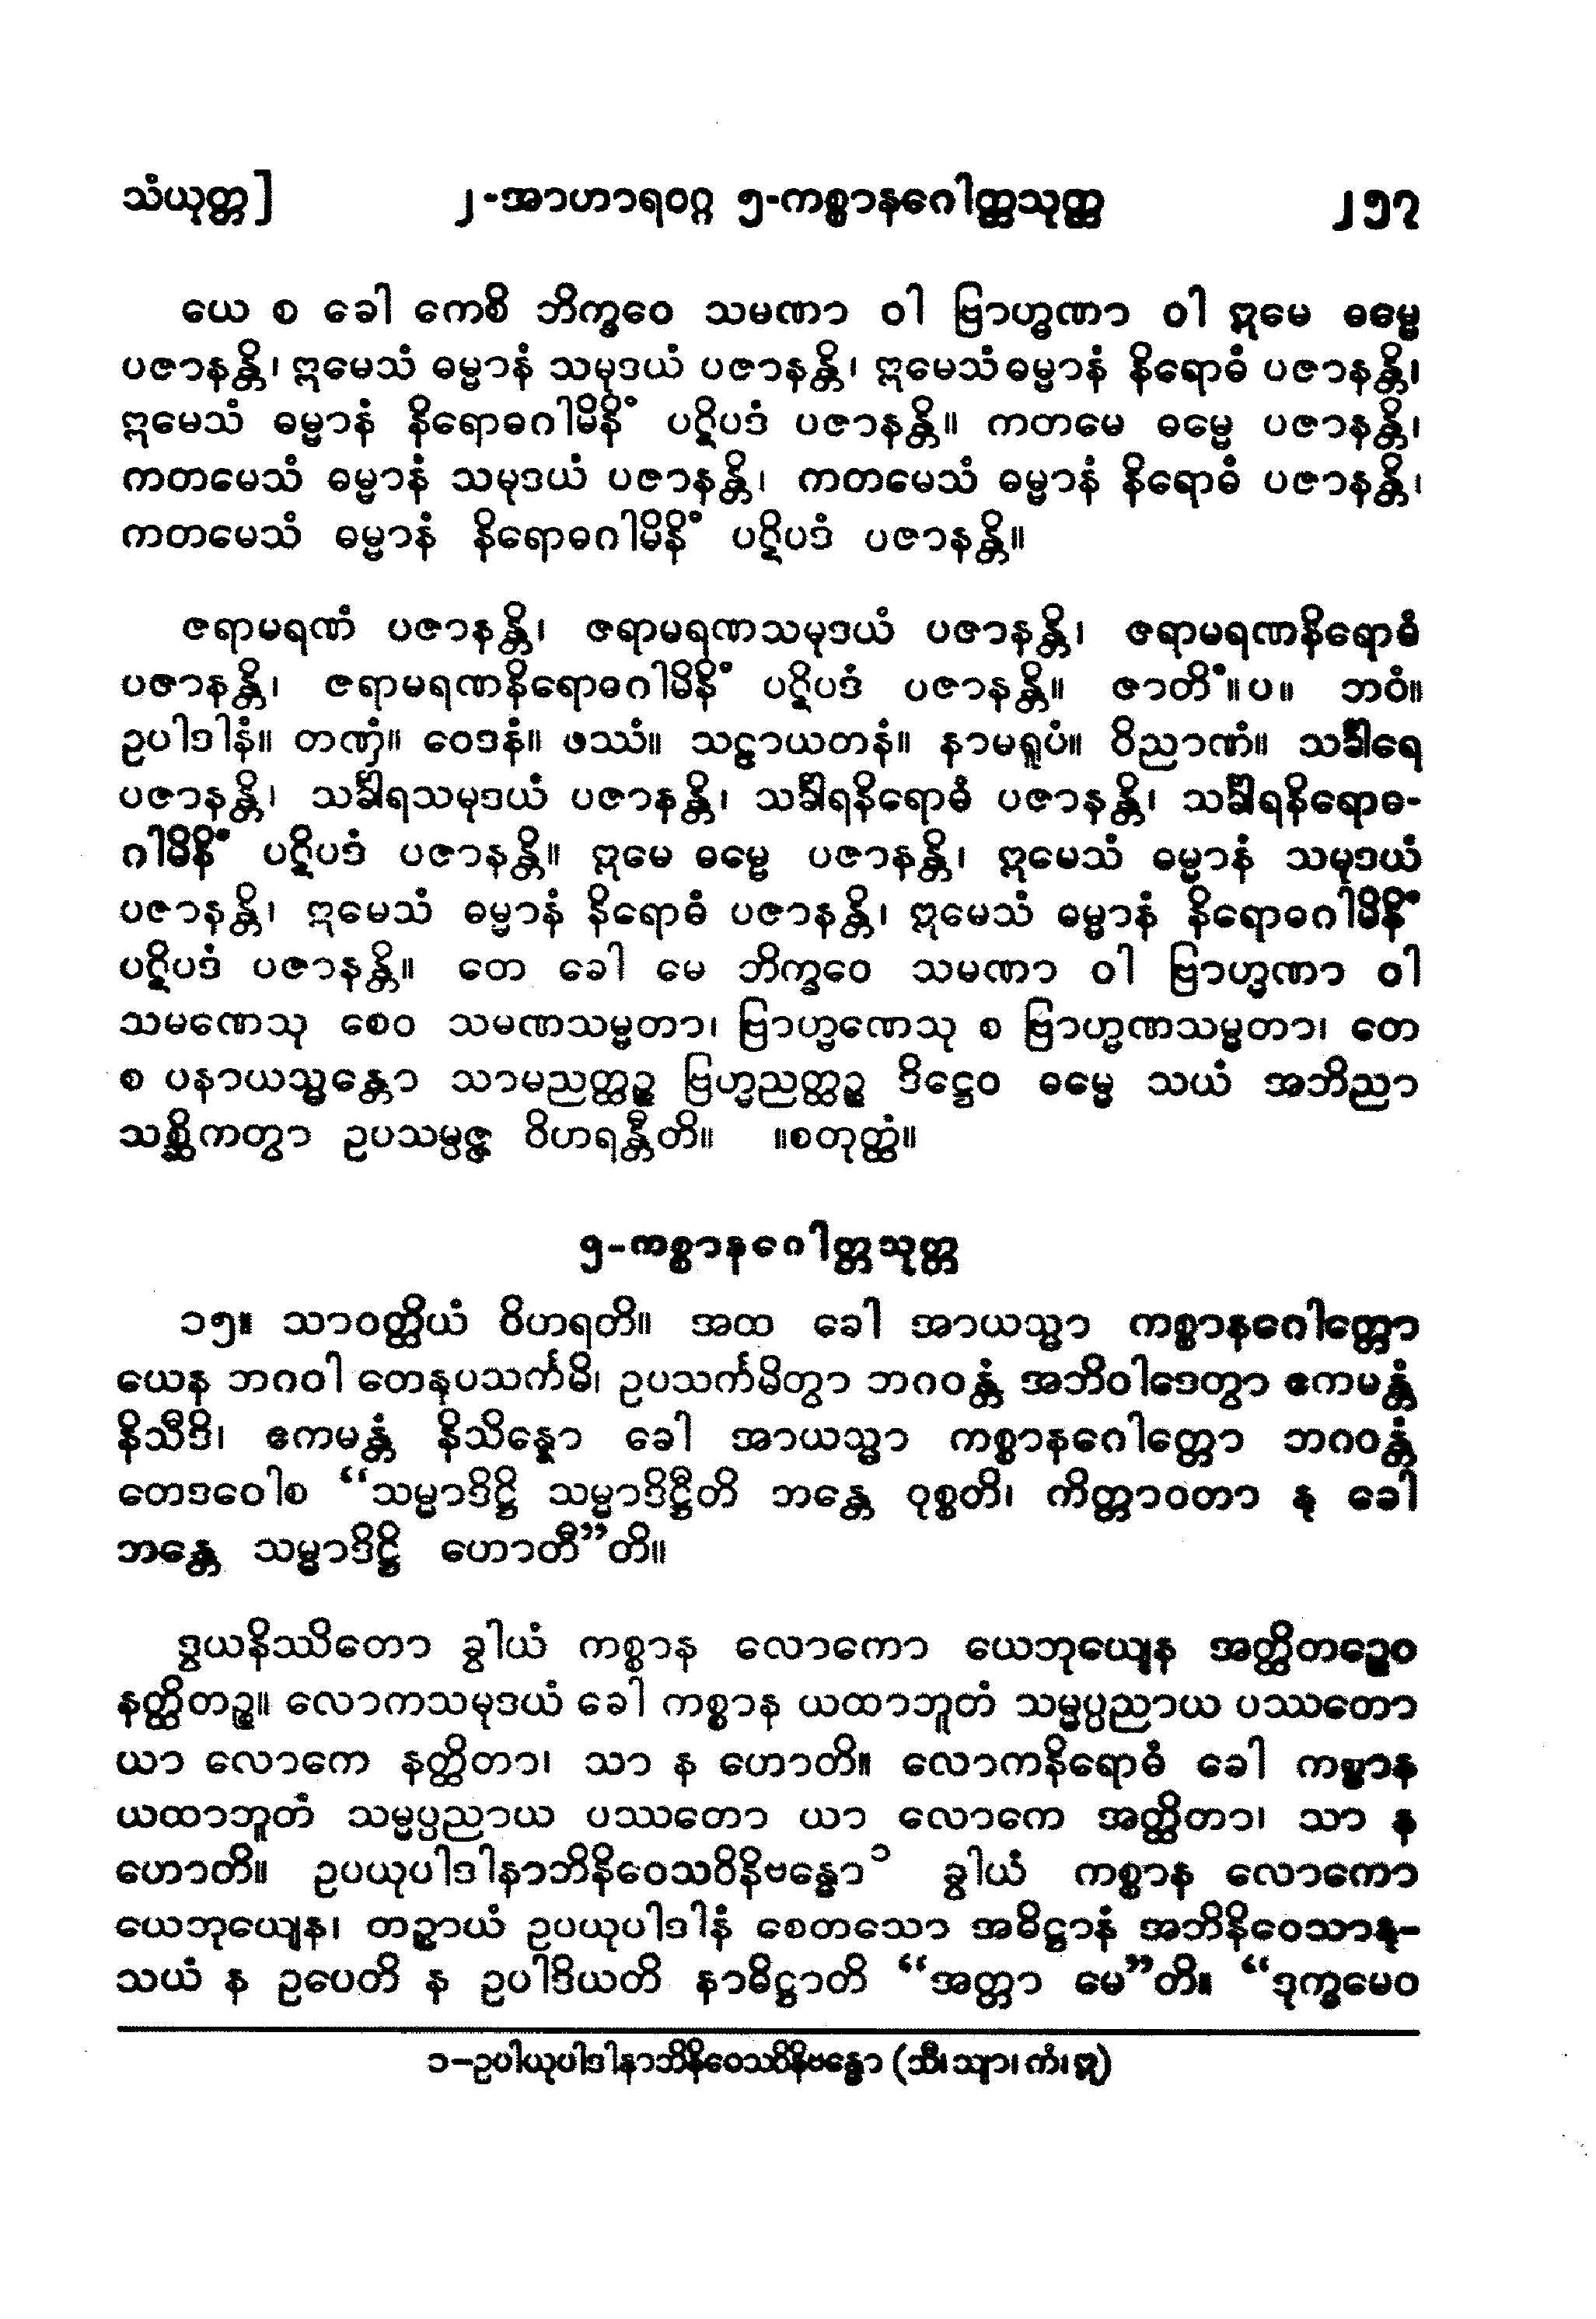 သံယုတ္တ]
၂-အာဟာရဝဂ္ဂ ၅-ကစ္စာနဂေါတ္တသုတ္တ
၂၅၇
ယေ စ ခေါ ကေစိ ဘိက္ခဝေ သမဏာ ဝါ ဗြာဟ္မဏာ ဝါ ဣမေ ဓမ္မေ
ပဇာနန္တိ၊ ဣမေသံ ဓမ္မာနံ သမုဒယံ ပဇာနန္တိ၊ ဣမေသံဓမ္မာနံ နိရောဓံ ပဇာနန္တိ၊
ဣမေသံ ဓမ္မာနံ နိရောဓဂါမိနိံ ပဋိပဒံ ပဇာနန္တိ။ ကတမေ ဓမ္မေ ပဇာနန္တိ၊
ကတမေသံ ဓမ္မာနံ သမုဒယံ ပဇာနန္တိ၊ ကတမေသံ ဓမ္မာနံ နိရောဓံ ပဇာနန္တိ၊
ကတမေသံ ဓမ္မာနံ နိရောဓဂါမိနိံ ပဋိပဒံ ပဇာနန္တိ။
ဇရာမရဏံ ပဇာနန္တိ၊ ဇရာမရဏသမုဒယံ ပဇာနန္တိ၊ ဇရာမရဏနိရောဓံ
ပဇာနန္တိ၊ ဇရာမရဏနိရောဓဂါမိနိံ ပဋိပဒံ ပဇာနန္တိ။ ဇာတိံ။ပ။ ဘဝံ။
ဥပါဒါနံ။ တဏှံ။ ဝေဒနံ။ ဖဿံ။ သဠာယတနံ။ နာမရူပံ။ ဝိညာဏံ။ သင်္ခါရေ
ပဇာနန္တိ၊ သင်္ခါရသမုဒယံ ပဇာနန္တိ၊ သင်္ခါရနိရောဓံ ပဇာနန္တိ၊ သင်္ခါရနိရောဓ-
ဂါမိနိံ ပဋိပဒံ ပဇာနန္တိ။ ဣမေ ဓမ္မေ ပဇာနန္တိ၊ ဣမေသံ ဓမ္မာနံ သမုဒယံ
ပဇာနန္တိ၊ ဣမေသံ ဓမ္မာနံ နိရောဓံ ပဇာနန္တိ၊ ဣမေသံ ဓမ္မာနံ နိရောဓဂါမိနိံ
ပဋိပဒံ ပဇာနန္တိ။ တေ ခေါ မေ ဘိက္ခဝေ သမဏာ ဝါ ဗြာဟ္မဏာ ဝါ
သမဏေသု စေဝ သမဏသမ္မတာ၊ ဗြာဟ္မဏေသု စ ဗြာဟ္မဏသမ္မတာ၊ တေ
စ ပနာယသ္မန္တော သာမညတ္ထဉ္စ ဗြဟ္မညတ္ထဉ္စ ဒိဋ္ဌေဝ ဓမ္မေ သယံ အဘိညာ
သစ္ဆိကတွာ ဥပသမ္ပဇ္ဇ ဝိဟရန္တီတိ။ ။စတုတ္ထံ။
၅-ကစ္စာနဂေါတ္တသုတ္တ
၁၅။ သာဝတ္ထိယံ ဝိဟရတိ။ အထ ခေါ အာယသ္မာ ကစ္စာနဂေါတ္တော
ယေန ဘဂဝါ တေနုပသင်္ကမိ၊ ဥပသင်္ကမိတွာ ဘဂဝန္တံ အဘိဝါဒေတွာ ဧကမန္တံ
နိသီဒိ၊ ဧကမန္တံ နိသိန္နော ခေါ အာယသ္မာ ကစ္စာနဂေါတ္တော ဘဂဝန္တံ
တေဒဝေါစ “သမ္မာဒိဋ္ဌိ သမ္မာဒိဋ္ဌီတိ ဘန္တေ ဝုစ္စတိ၊ ကိတ္တာဝတာ နု ခေါ
ဘန္တေ သမ္မာဒိဋ္ဌိ ဟောတီ”တိ။
ဒွယနိဿိတော ခွါယံ ကစ္စာန လောကော ယေဘုယျေန အတ္ထိတဉ္စေဝ
နတ္ထိတဉ္စ။ လောကသမုဒယံ ခေါ ကစ္စာန ယထာဘူတံ သမ္မပ္ပညာယ ပဿတော
ယာ လောကေ နတ္ထိတာ၊ သာ န ဟောတိ။ လောကနိရောဓံ ခေါ ကစ္စာန
ယထာဘူတံ သမ္မပ္ပညာယ ပဿတော ယာ လောကေ အတ္ထိတာ၊ သာ န
ဟောတိ။ ဥပယုပါဒါနာဘိနိဝေသဝိနိဗန္ဓော ၁ ခွါယံ ကစ္စာန လောကော
ယေဘုယျေန၊ တဉ္စာယံ ဥပယုပါဒါနံ စေတသော အဓိဋ္ဌာနံ အဘိနိဝေသာနု-
သယံ န ဥပေတိ န ဥပါဒိယတိ နာဓိဋ္ဌာတိ “အတ္တာ မေ”တိ။ “ဒုက္ခမေဝ
၁-ဥပါယုပါဒါနာဘိနိဝေသဝိနိဗန္ဓော (သီ၊ သျာ၊ ကံ၊ ဣ)